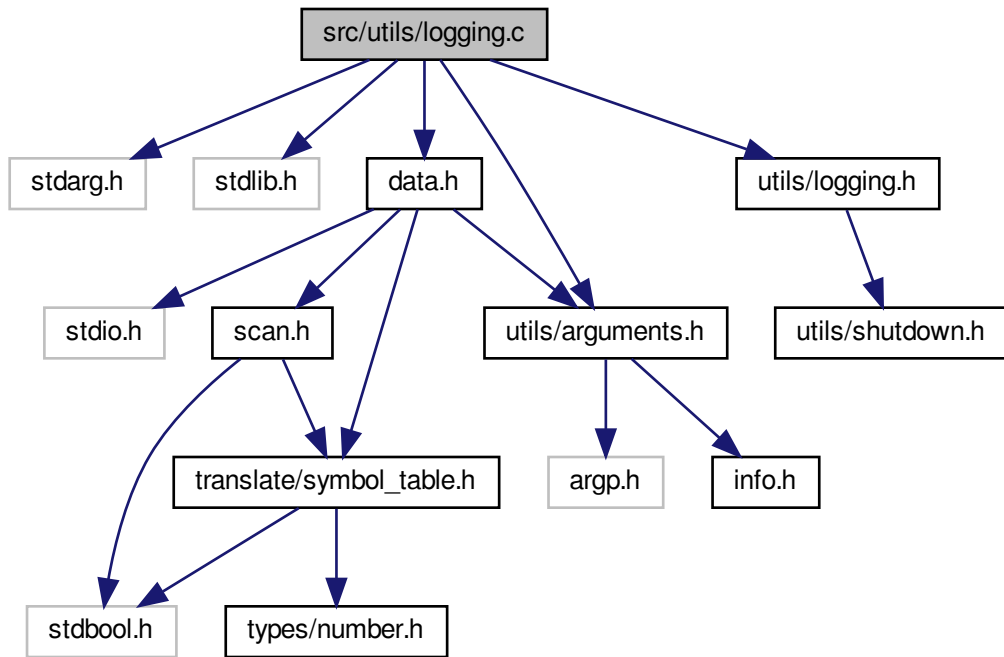 src/utils/logging.c
stdarg.h
stdlib.h
data.h
utils/logging.h
stdio.h
scan.h
utils/arguments.h
utils/shutdown.h
translate/symbol_table.h
argp.h
info.h
stdbool.h
types/number.h